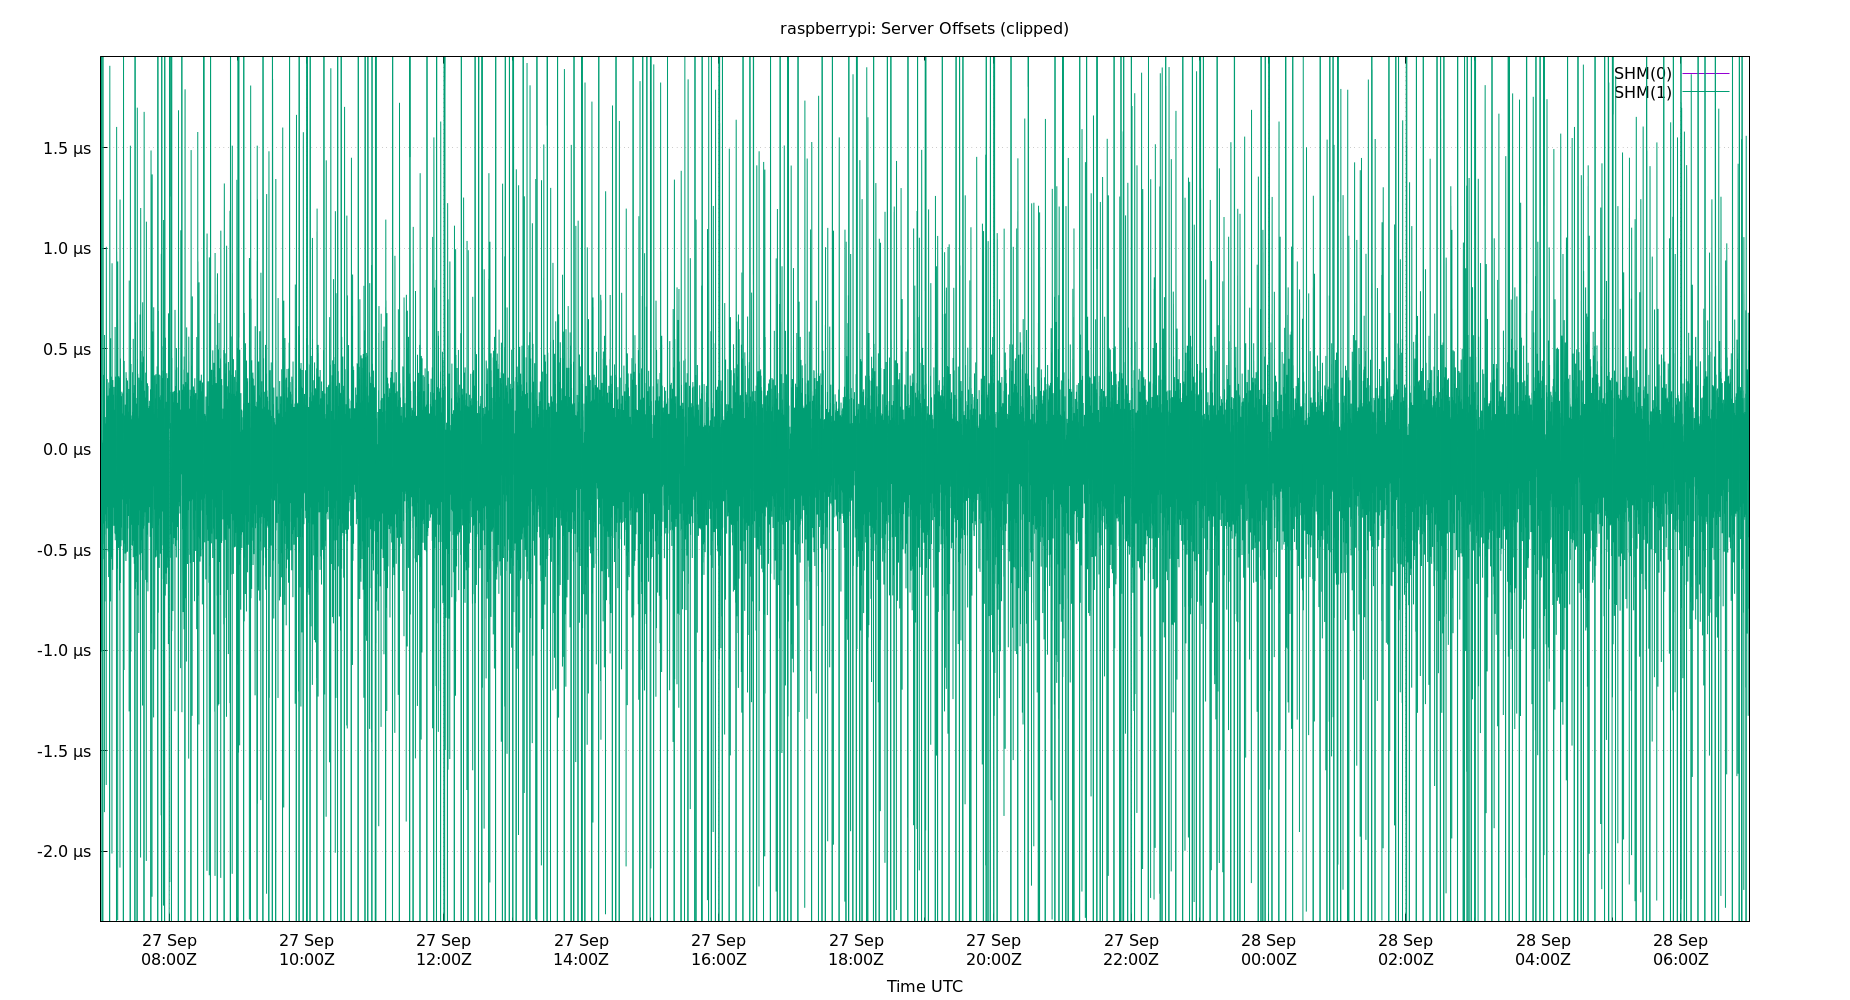 raspberrypi: Server Offsets (clipped)
SHM(0)
SHM(1)
1.5 µs
1.0 µs
0.5 µs
0.0 µs
-0.5 µs
-1.0 µs
-1.5 µs
-2.0 µs
27 Sep 27 Sep 27 Sep 27 Sep 27 Sep 27 Sep 27 Sep 27 Sep 28 Sep 28 Sep 28 Sep 28 Sep
08:00Z 10:00Z 12:00Z 14:00Z 16:00Z 18:00Z 20:00Z 22:00Z 00:00Z 02:00Z 04:00Z 06:00Z
Time UTC